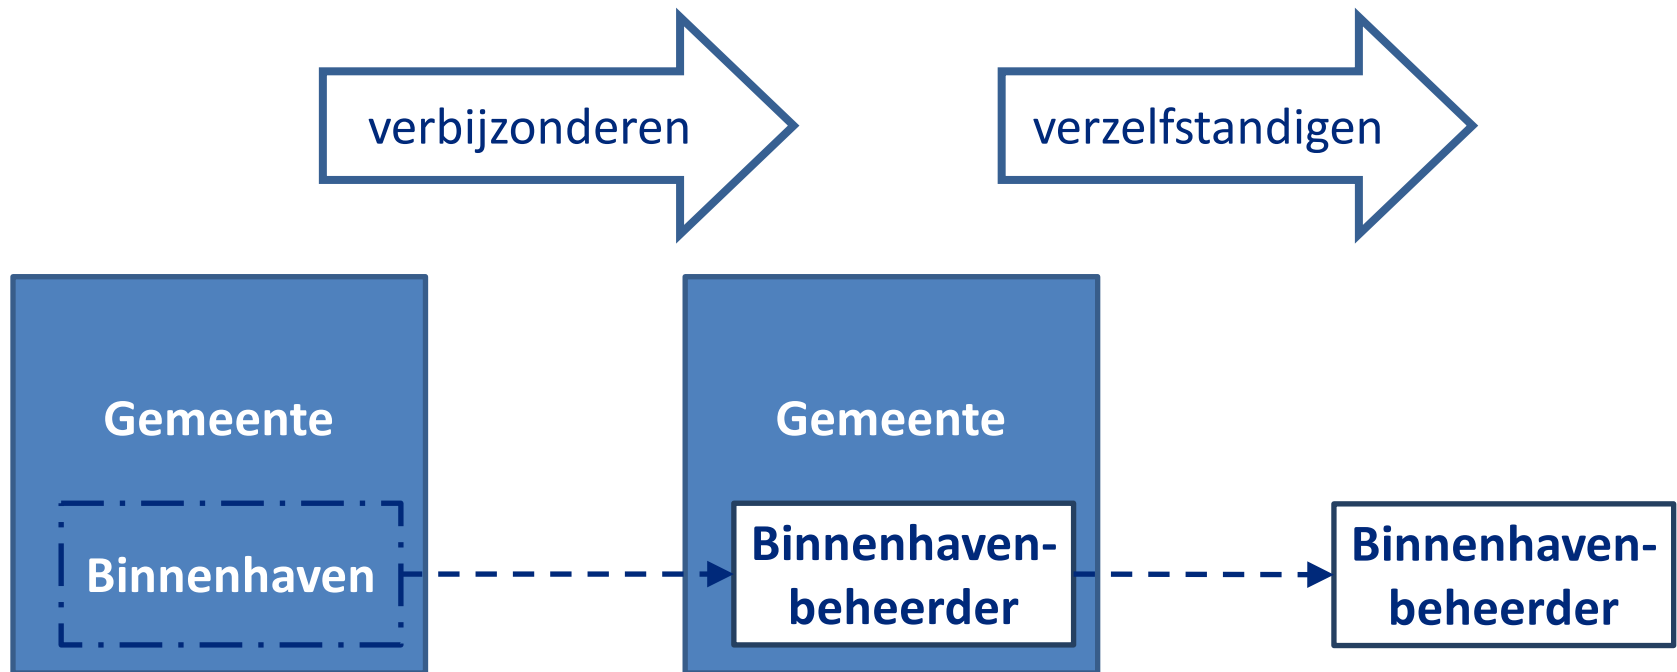 verbijzonderen
verzelfstandigen
Gemeente
Binnenhaven
Gemeente
Binnenhaven-
beheerder
Binnenhaven-
beheerder